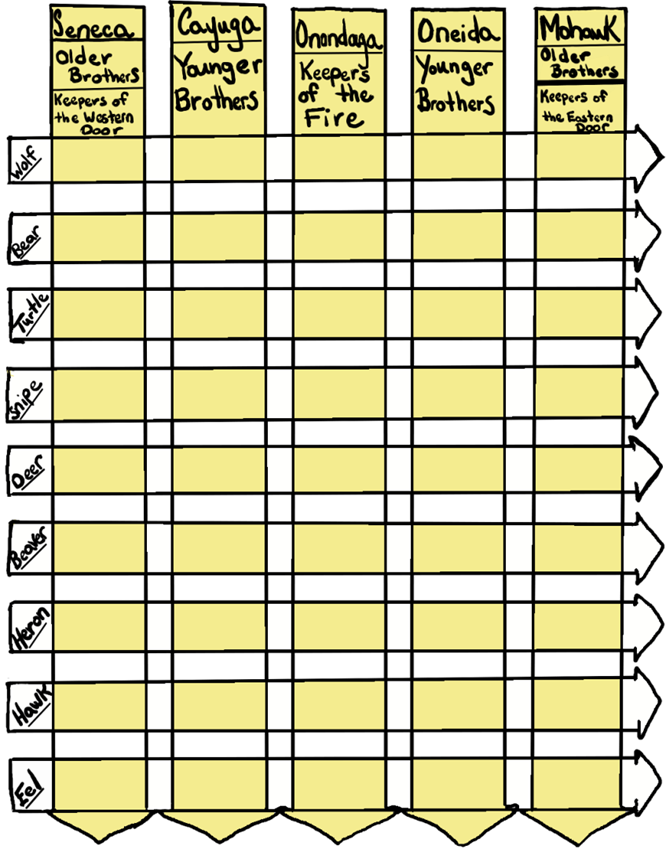 Seneca
Older
Brothers
Keepers of
the Western
Door
Cayuga
Younger
Brothers
Onondaga
Keepers
of the
Fire
Oneida
Younger
Brothers
Mohawk
Older
Brothers
Keepers of
the Eastern
Door
Wolf
Bear
Turtle
Snipe
Deer
Beaver
Heron
Hawk
Eel